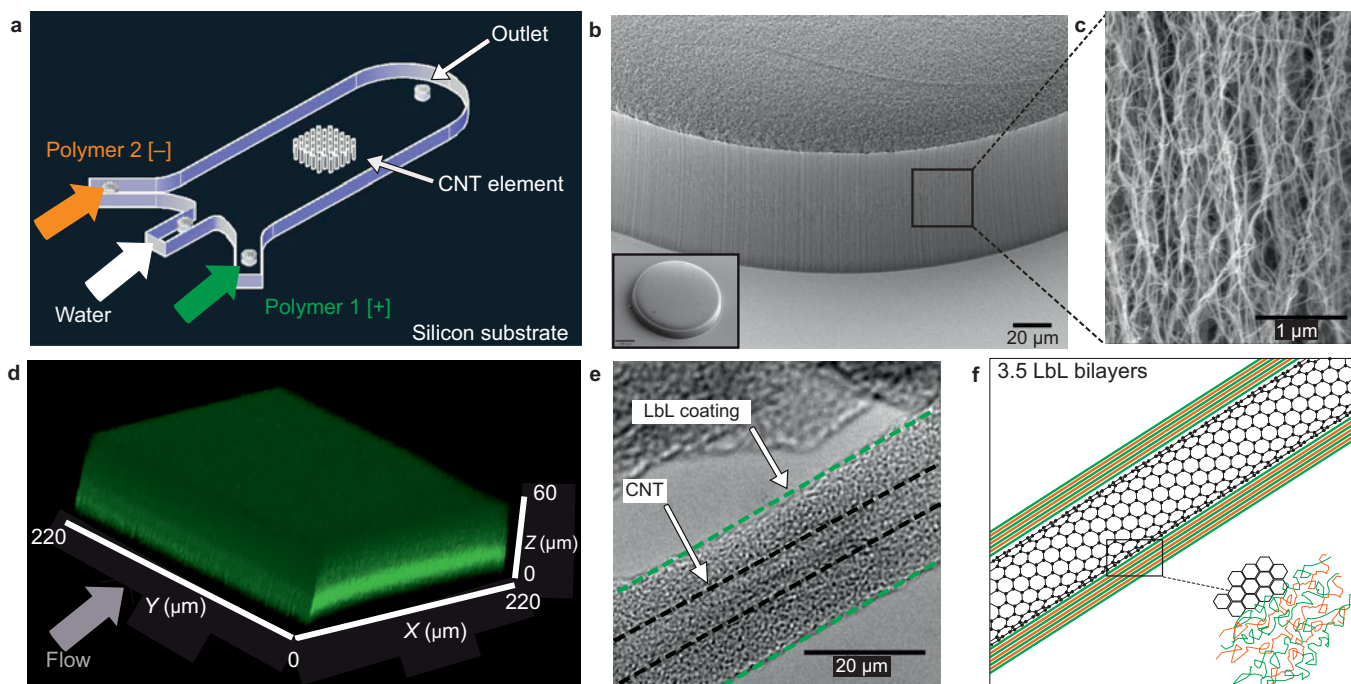 a
Outlet
Polymer 2 [–]
CNT element
Water
Polymer 1 [+]
Silicon substrate
b
20 µm
c
1 µm
d
60
Z (µm)
0
220
220
Y (µm)
X (µm)
0
Flow
e
LbL coating
CNT
20 µm
f
3.5 LbL bilayers